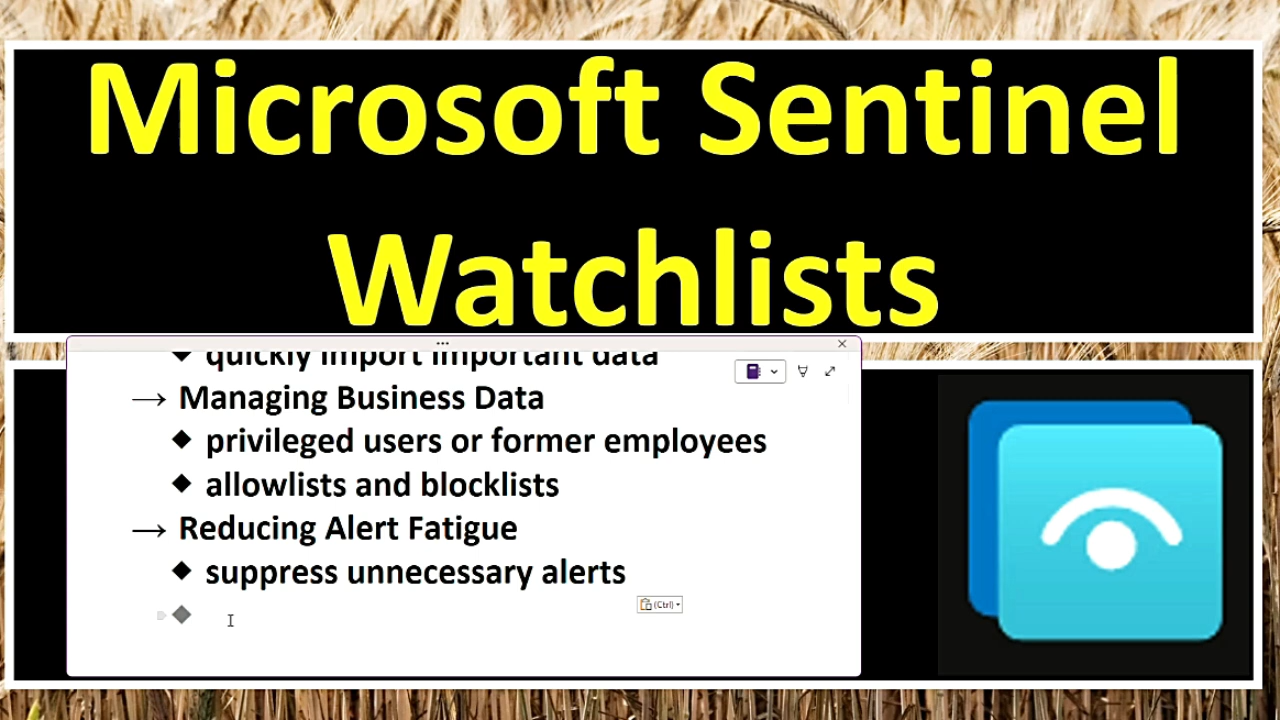 Microsoft Sentinel
Watchlists
quickly import important data
→ Managing Business Data
◆ privileged users or former employees
◆ allowlists and blocklists
→ Reducing Alert Fatigue
◆ suppress unnecessary alerts
(Ctrl)